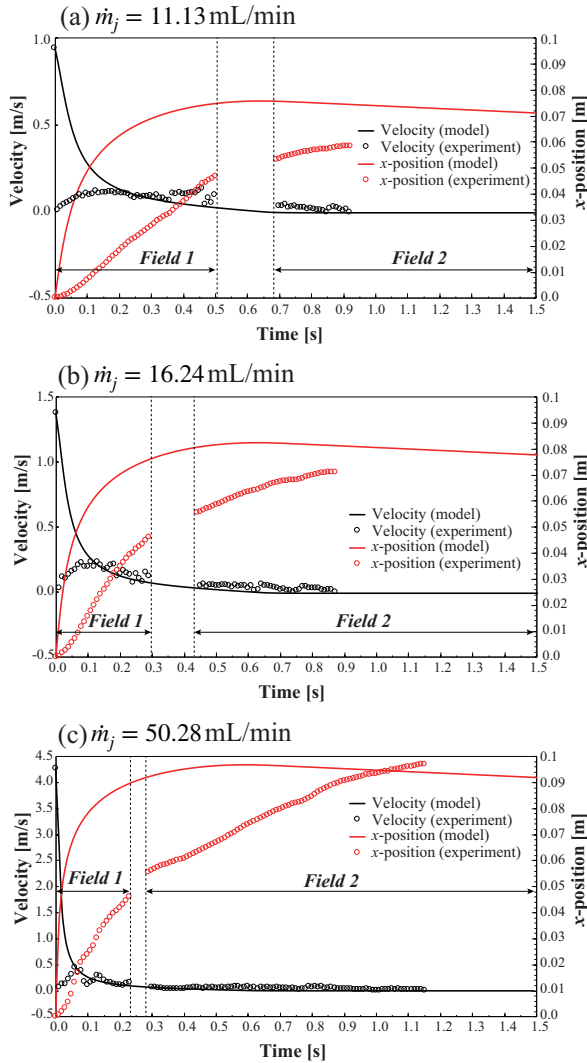 (a) ṁj = 11.13 mL/min
1.0
0.5
0.0
-0.5
Velocity [m/s]
0.1
0.09
0.08
0.07
0.06
0.05
0.04
0.03
0.02
0.01
0.0
x-position [m]
Velocity (model)
Velocity (experiment)
x-position (model)
x-position (experiment)
Field 1
Field 2
0.0 0.1 0.2 0.3 0.4 0.5 0.6 0.7 0.8 0.9 1.0 1.1 1.2 1.3 1.4 1.5
Time [s]
(b) ṁj = 16.24 mL/min
1.5
1.0
0.5
0.0
-0.5
Velocity [m/s]
0.1
0.09
0.08
0.07
0.06
0.05
0.04
0.03
0.02
0.01
0.0
x-position [m]
Velocity (model)
Velocity (experiment)
x-position (model)
x-position (experiment)
Field 1
Field 2
0.0 0.1 0.2 0.3 0.4 0.5 0.6 0.7 0.8 0.9 1.0 1.1 1.2 1.3 1.4 1.5
Time [s]
(c) ṁj = 50.28 mL/min
4.5
4.0
3.5
3.0
2.5
2.0
1.5
1.0
0.5
0.0
-0.5
Velocity [m/s]
0.1
0.09
0.08
0.07
0.06
0.05
0.04
0.03
0.02
0.01
0.0
x-position [m]
Velocity (model)
Velocity (experiment)
x-position (model)
x-position (experiment)
Field 1
Field 2
0.0 0.1 0.2 0.3 0.4 0.5 0.6 0.7 0.8 0.9 1.0 1.1 1.2 1.3 1.4 1.5
Time [s]